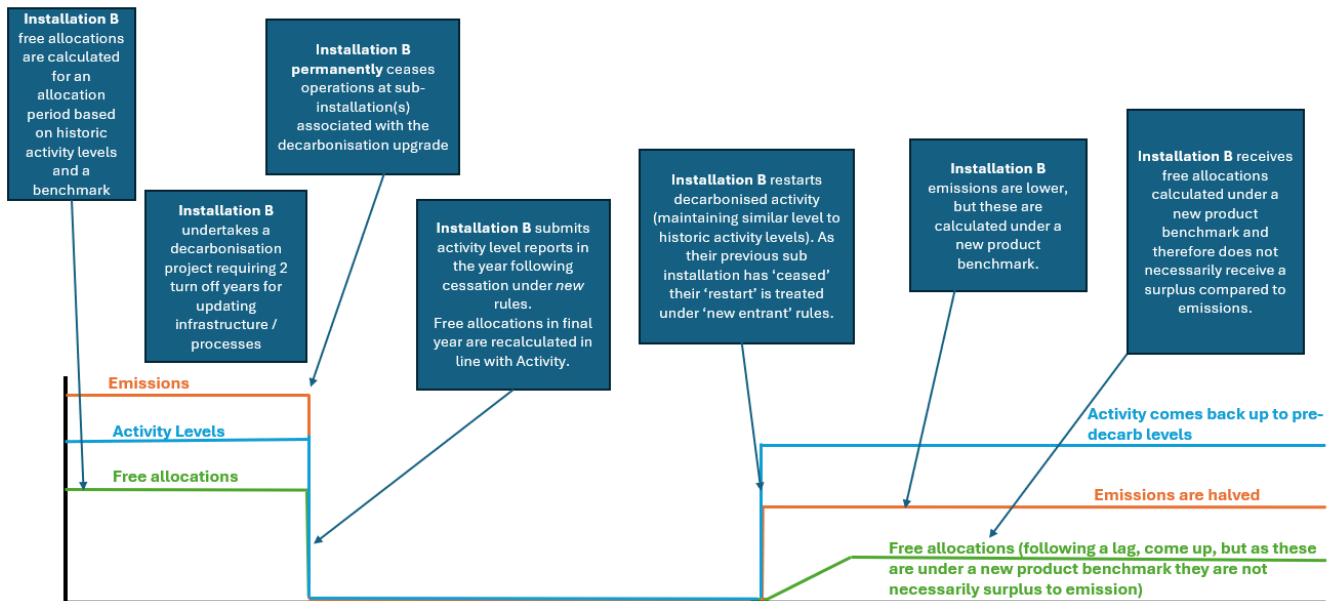 Installation B
free allocations
are calculated
for an
allocation
period based
on historic
activity levels
and a
benchmark
Installation B
undertakes a
decarbonisation
project requiring 2
turn off years for
updating
infrastructure /
processes
Installation B
permanently ceases
operations at sub-
installation(s)
associated with the
decarbonisation upgrade
Installation B submits
activity level reports in
the year following
cessation under new
rules.
Free allocations in final
year are recalculated in
line with Activity.
Installation B restarts
decarbonised activity
(maintaining similar level to
historic activity levels). As
their previous sub
installation has ‘ceased’
their ‘restart’ is treated
under ‘new entrant’ rules.
Installation B
emissions are lower,
but these are
calculated under a
new product
benchmark.
Installation B receives
free allocations
calculated under a
new product
benchmark and
therefore does not
necessarily receive a
surplus compared to
emissions.
Emissions
Activity Levels
Free allocations
Activity comes back up to pre-
decarb levels
Emissions are halved
Free allocations (following a lag, come up, but as these
are under a new product benchmark they are not
necessarily surplus to emission)